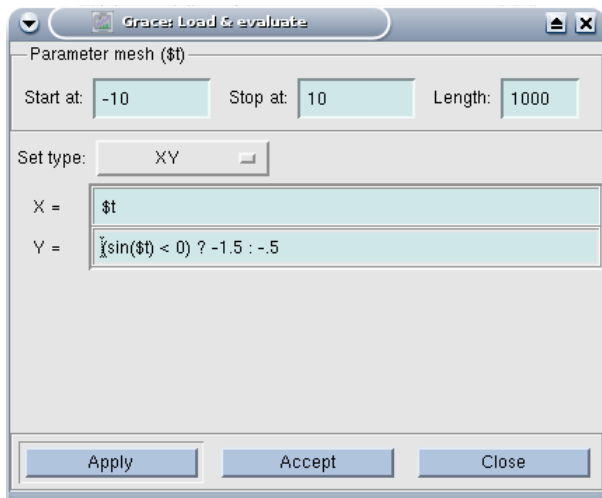 Grace: Load & evaluate
Parameter mesh ($t)
Start at: -10 Stop at: 10 Length: 1000
Set type: XY
X = $t
Y = (sin($t) < 0) ? -1.5 : -.5
Apply Accept Close